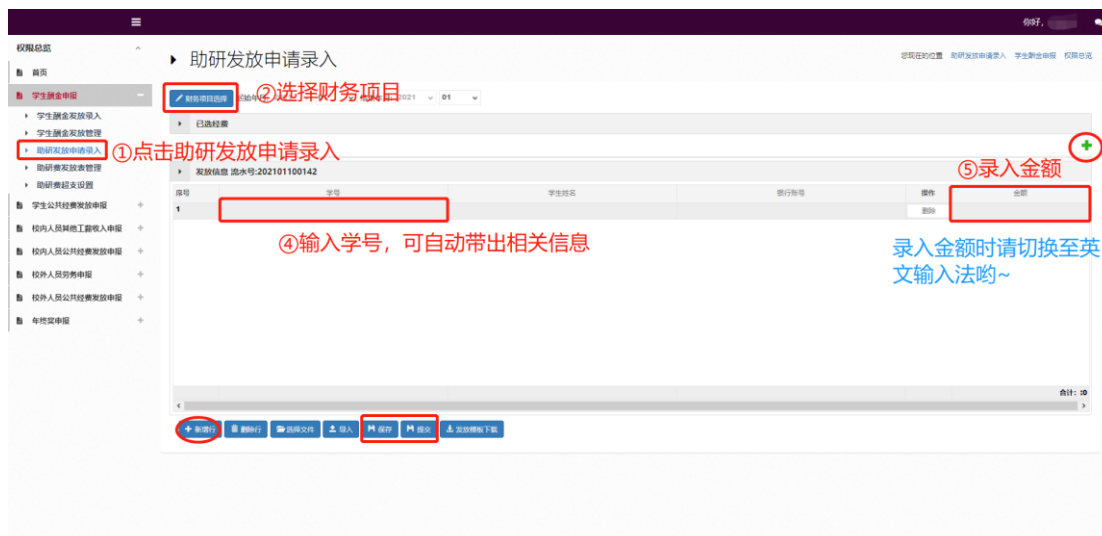 你好,
权限总览
首页
学生酬金申报
学生酬金发放录入
学生酬金发放管理
助研发放申请录入
助研费发放表管理
助研费超支设置
学生公共经费发放申报
校内人员其他工薪收入申报
校内人员公共经费发放申报
校外人员劳务申报
校外人员公共经费发放申报
年终奖申报
助研发放申请录入
您现在的位置 助研发放申请录入 学生酬金申报 权限总览
财务项目选择
②选择财务项目
2021 01
已选经费
①点击助研发放申请录入
发放信息 流水号:202101100142
⑤录入金额
序号 学号 学生姓名 银行账号 操作 金额
1 删除
④输入学号，可自动带出相关信息
录入金额时请切换至英
文输入法哟~
合计: :0
新增行 删除行 选择文件 导入 保存 提交 发放模板下载